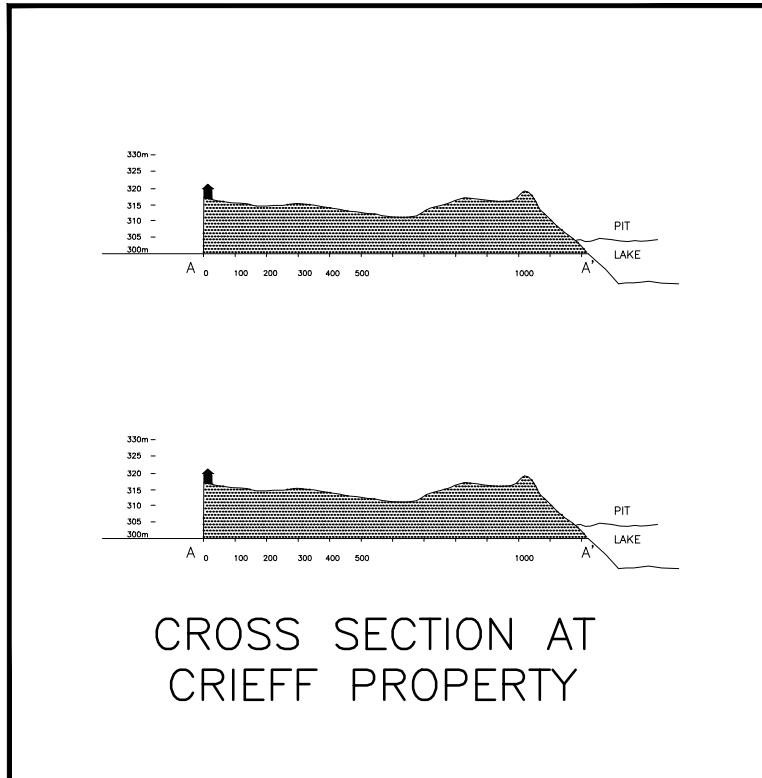 330m
325
320
315
310
305
300m
PIT
LAKE
A
A'
0 100 200 300 400 500 1000
330m
325
320
315
310
305
300m
PIT
LAKE
A
A'
0 100 200 300 400 500 1000
CROSS SECTION AT
CRIEFF PROPERTY